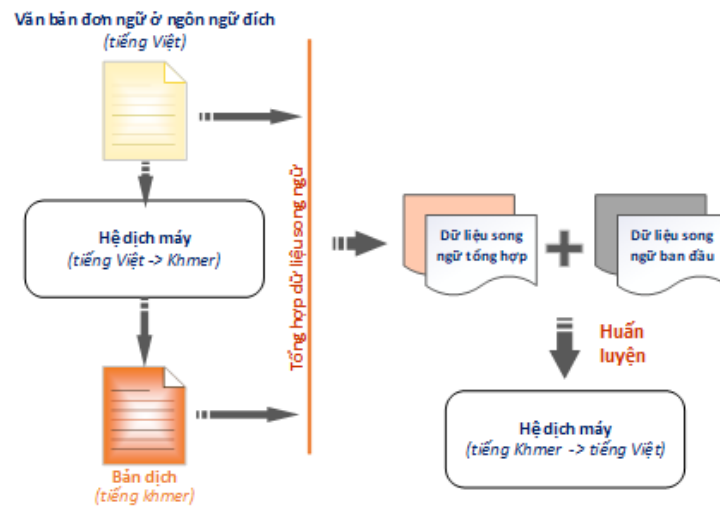 Văn bản đơn ngữ ở ngôn ngữ đích
(tiếng Việt)
Hệ dịch máy
(tiếng Việt -> Khmer)
Bản dịch
(tiếng khmer)
Tổng hợp dữ liệu song ngữ
Dữ liệu song
ngữ tổng hợp
Dữ liệu song
ngữ ban đầu
Huấn
luyện
Hệ dịch máy
(tiếng Khmer -> tiếng Việt)